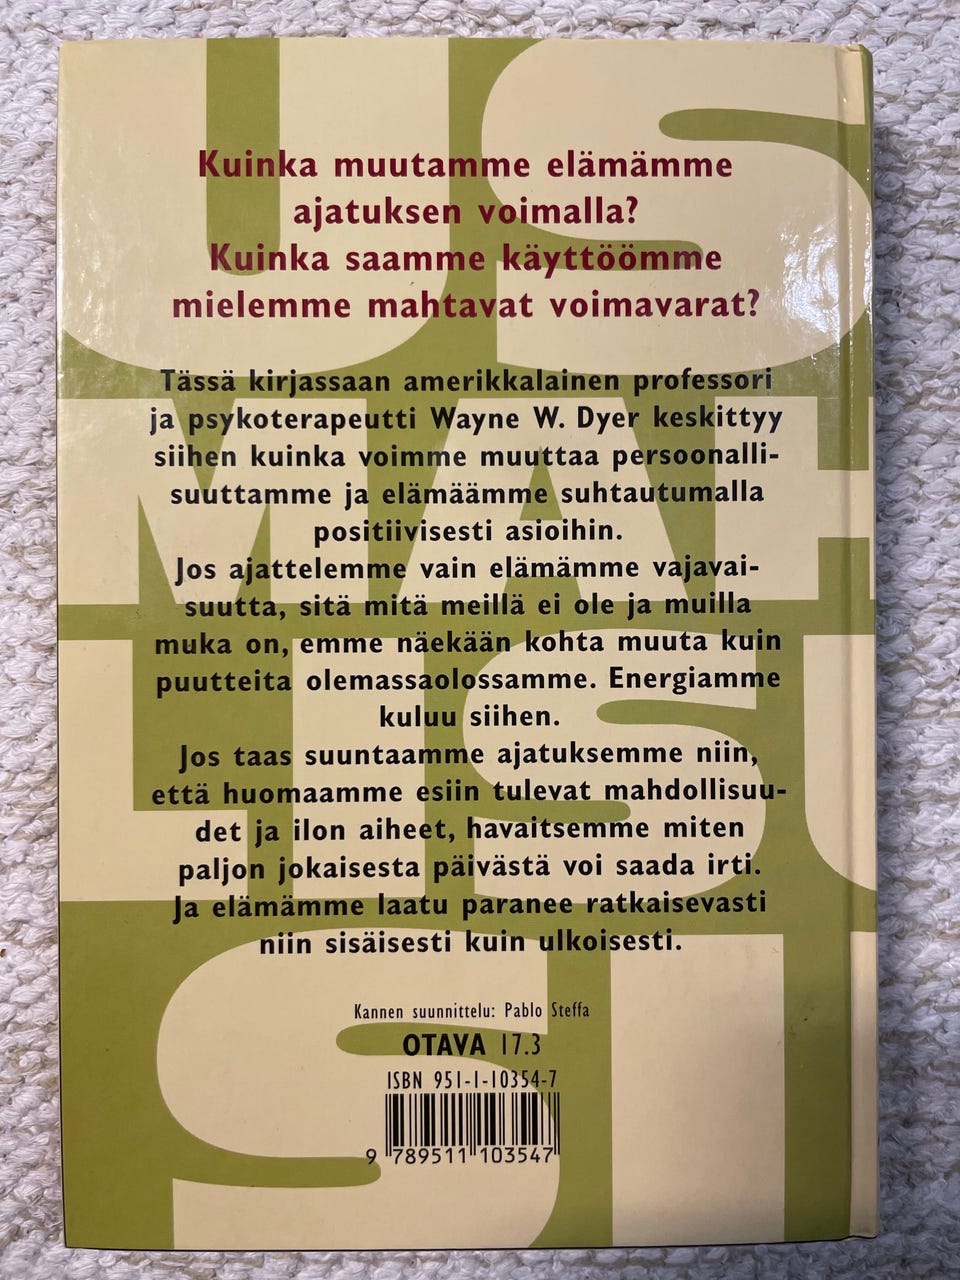 US
MAH
LISU
SI
Kuinka muutamme elämämme
ajatuksen voimalla?
Kuinka saamme käyttöömme
mielemme mahtavat voimavarat?
Tässä kirjassaan amerikkalainen professori
ja psykoterapeutti Wayne W. Dyer keskittyy
siihen kuinka voimme muuttaa persoonalli-
suuttamme ja elämäämme suhtautumalla
positiivisesti asioihin.
Jos ajattelemme vain elämämme vajavai-
suutta, sitä mitä meillä ei ole ja muilla
muka on, emme näekään kohta muuta kuin
puutteita olemassaolossamme. Energiamme
kuluu siihen.
Jos taas suuntaamme ajatuksemme niin,
että huomaamme esiin tulevat mahdollisuu-
det ja ilon aiheet, havaitsemme miten
paljon jokaisesta päivästä voi saada irti.
Ja elämämme laatu paranee ratkaisevasti
niin sisäisesti kuin ulkoisesti.
Kannen suunnittelu: Pablo Steffa
OTAVA 17.3
ISBN 951-1-10354-7
9 789511 103547